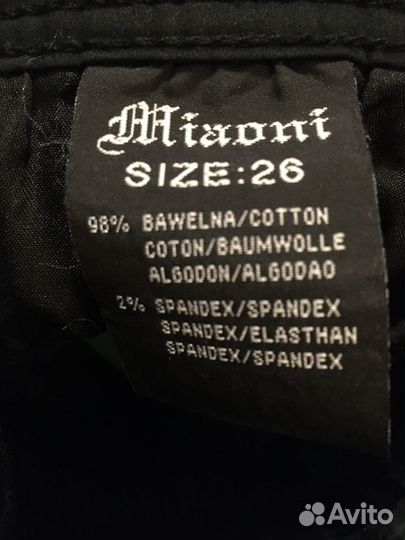 Miaoni
SIZE:26
98% BAWELNA/COTTON
COTON/BAUMWOLLE
ALGODON/ALGODAO
2% SPANDEX/SPANDEX
SPANDEX/ELASTHAN
SPANDEX/SPANDEX
Avito